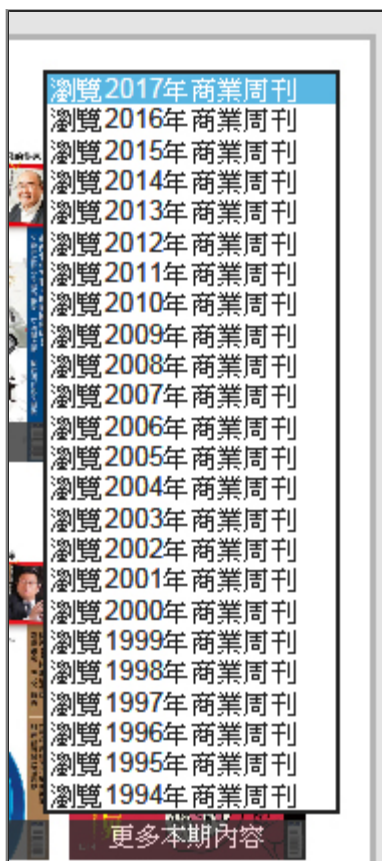 瀏覽2017年商業周刊
瀏覽2016年商業周刊
瀏覽2015年商業周刊
瀏覽2014年商業周刊
瀏覽2013年商業周刊
瀏覽2012年商業周刊
瀏覽2011年商業周刊
瀏覽2010年商業周刊
瀏覽2009年商業周刊
瀏覽2008年商業周刊
瀏覽2007年商業周刊
瀏覽2006年商業周刊
瀏覽2005年商業周刊
瀏覽2004年商業周刊
瀏覽2003年商業周刊
瀏覽2002年商業周刊
瀏覽2001年商業周刊
瀏覽2000年商業周刊
瀏覽1999年商業周刊
瀏覽1998年商業周刊
瀏覽1997年商業周刊
瀏覽1996年商業周刊
瀏覽1995年商業周刊
瀏覽1994年商業周刊
更多本期內容